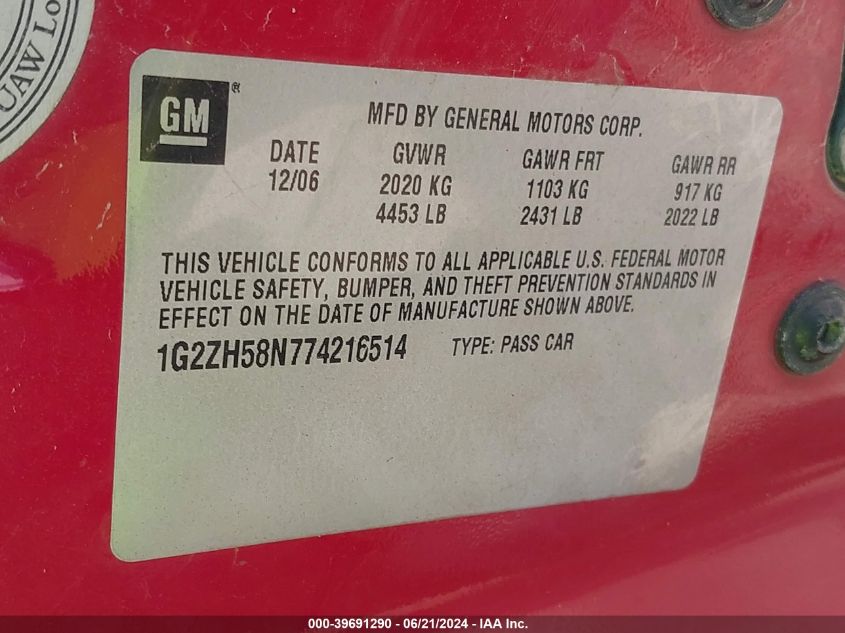 UAW Lo
GM ®
MFD BY GENERAL MOTORS CORP.
DATE GVWR GAWR FRT GAWR RR
12/06 2020 KG 1103 KG 917 KG
4453 LB 2431 LB 2022 LB
THIS VEHICLE CONFORMS TO ALL APPLICABLE U.S. FEDERAL MOTOR
VEHICLE SAFETY, BUMPER, AND THEFT PREVENTION STANDARDS IN
EFFECT ON THE DATE OF MANUFACTURE SHOWN ABOVE.
1G2ZH58N774216514 TYPE: PASS CAR
000-39691290 - 06/21/2024 - IAAI Inc.